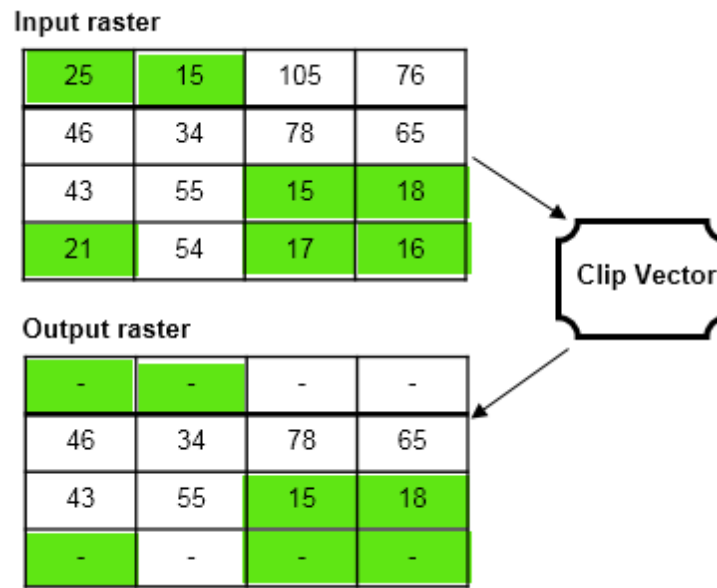 Input raster
25 15 105 76
46 34 78 65
43 55 15 18
21 54 17 16
Clip Vector
Output raster
- - - -
46 34 78 65
43 55 15 18
- - - -